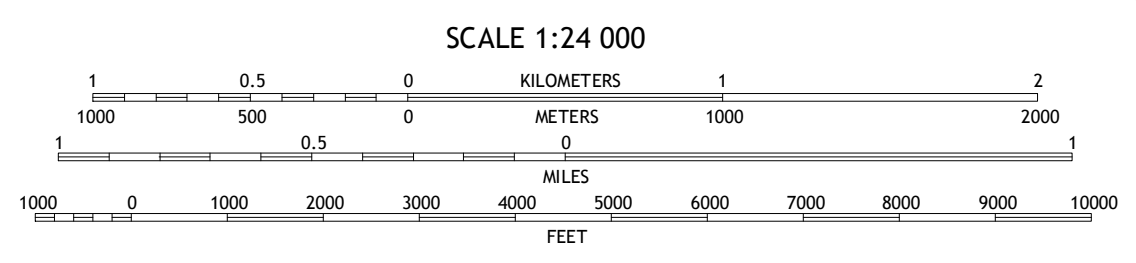 SCALE 1:24 000
1 0.5 0 KILOMETERS 1 2
1000 500 0 METERS 1000 2000
1 0.5 0 1
MILES
1000 0 1000 2000 3000 4000 5000 6000 7000 8000 9000 10000
FEET